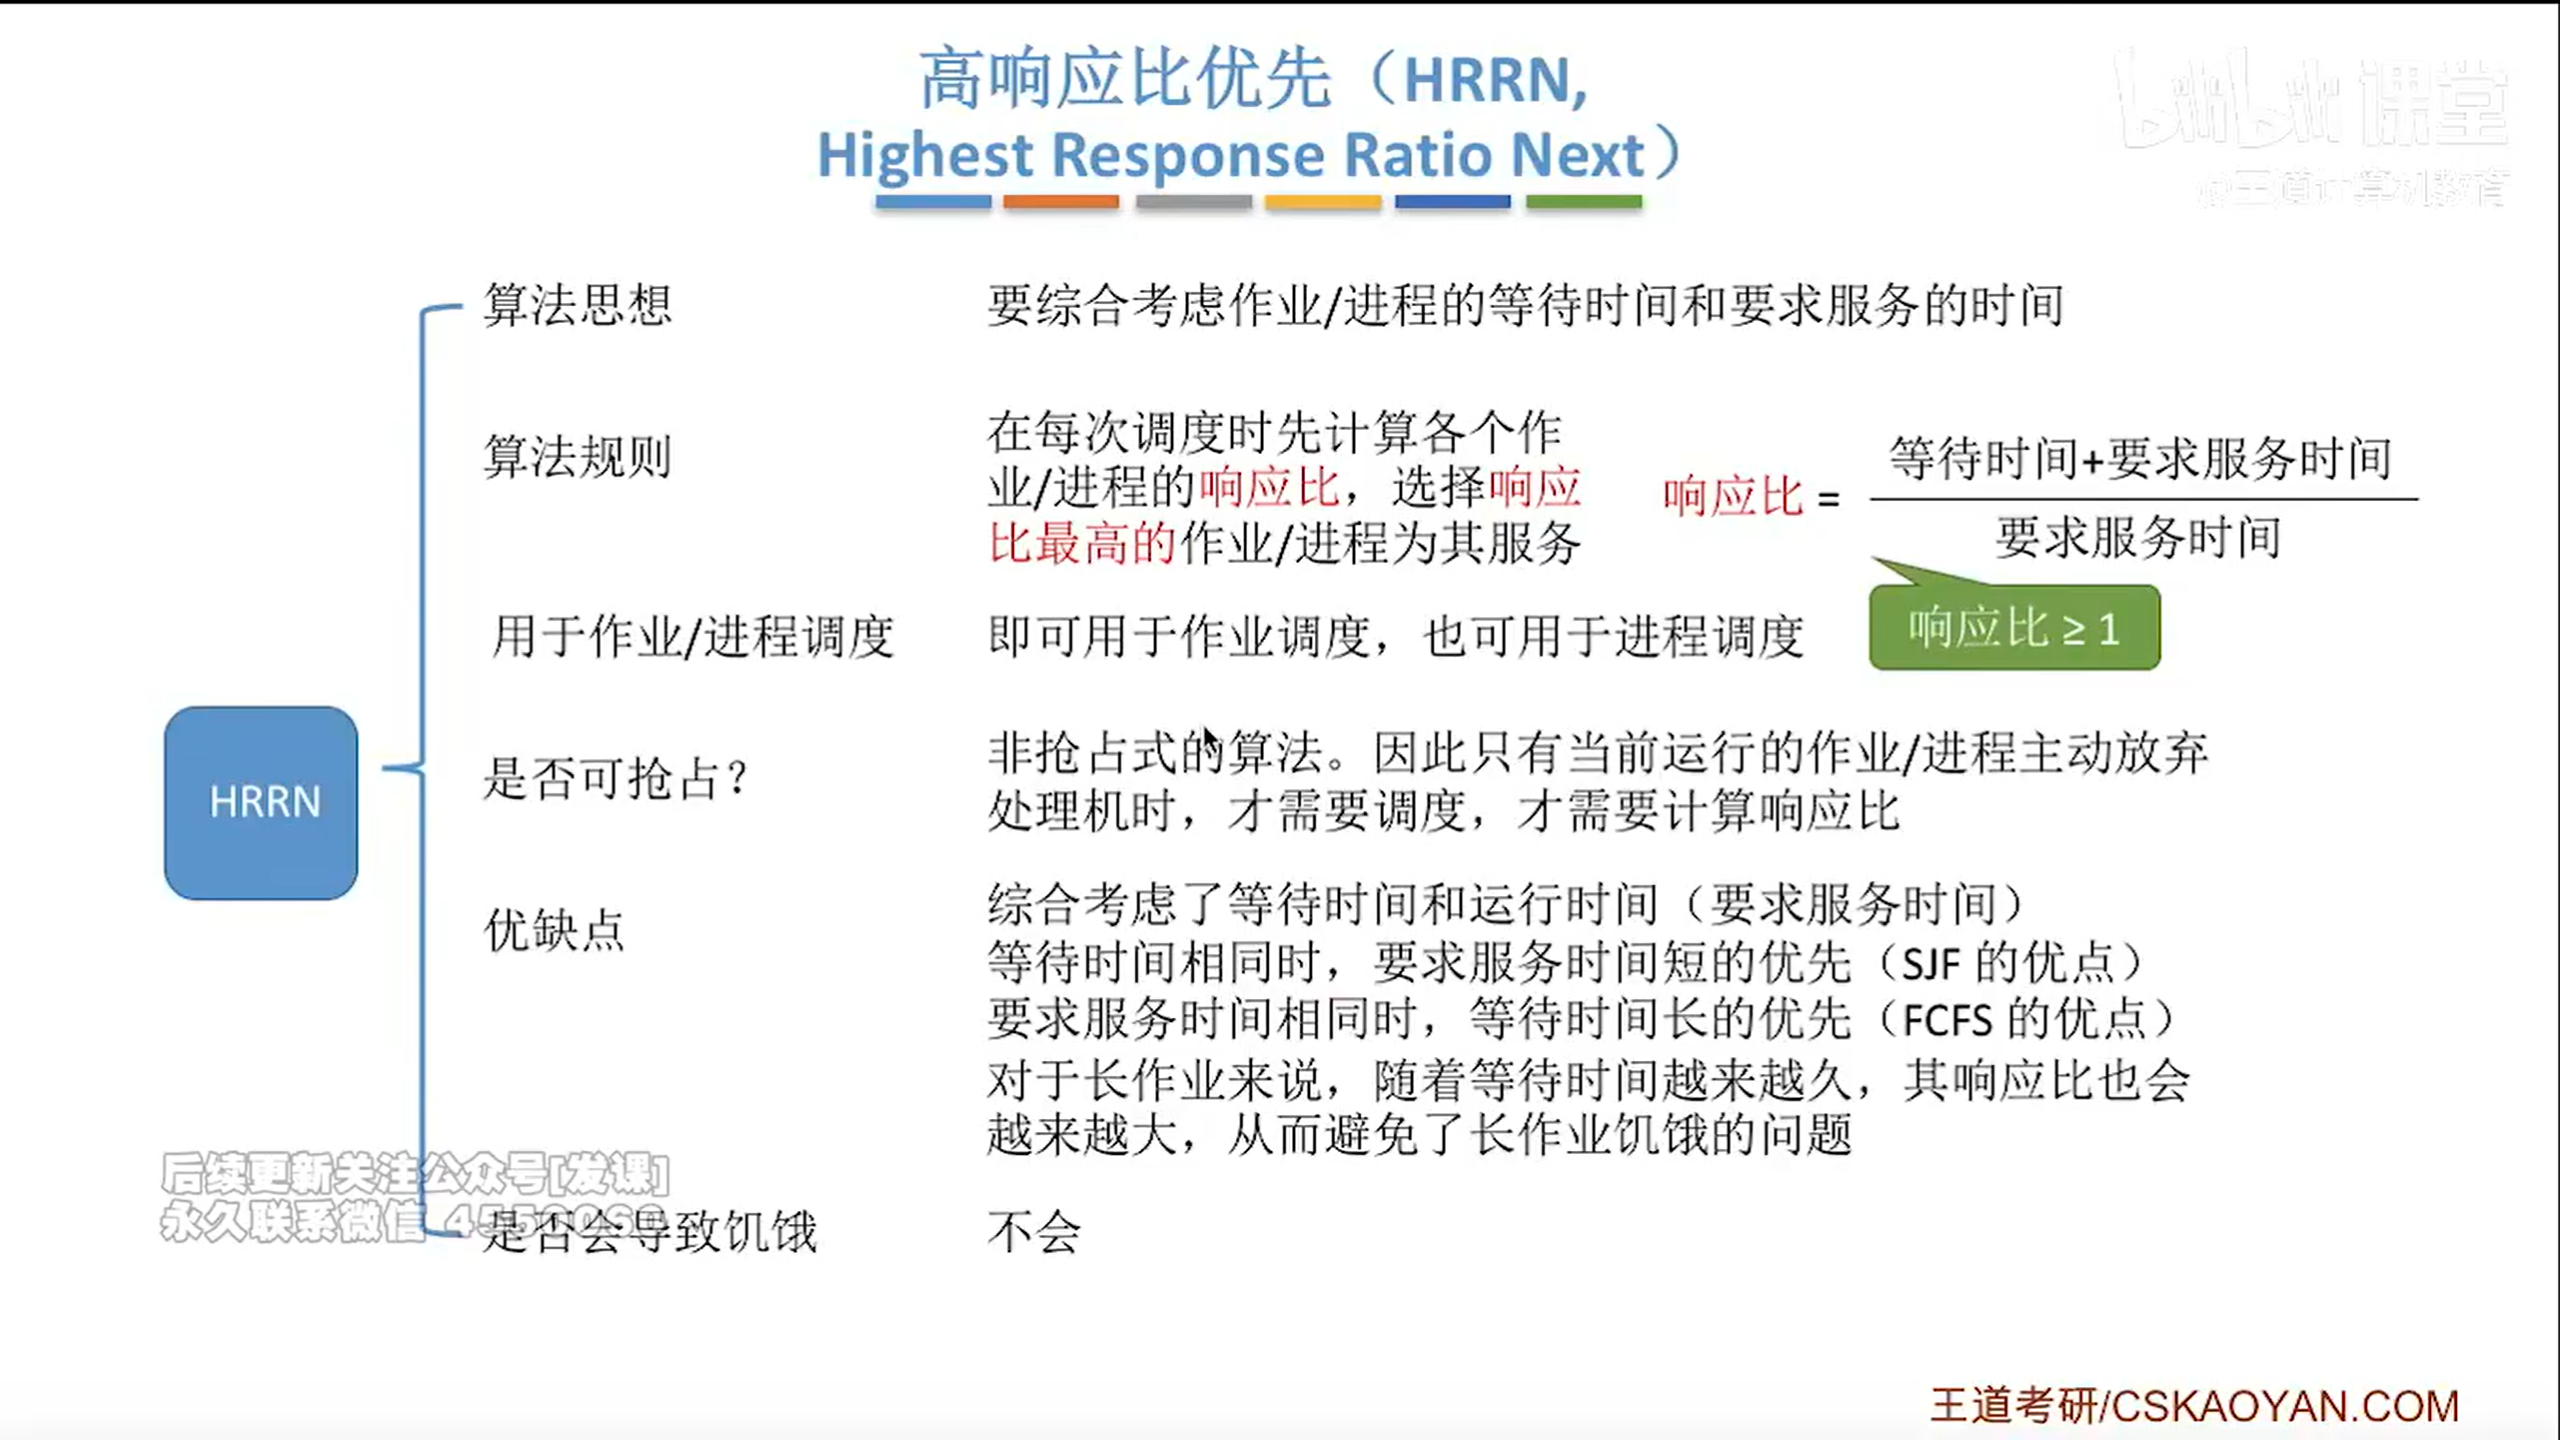 高响应比优先（HRRN,
Highest Response Ratio Next）
bilibili 课堂
@王道计算机教育
算法思想
要综合考虑作业/进程的等待时间和要求服务的时间
算法规则
在每次调度时先计算各个作
业/进程的响应比，选择响应
比最高的作业/进程为其服务
响应比 =
等待时间+要求服务时间
要求服务时间
响应比 ≥ 1
用于作业/进程调度
即可用于作业调度，也可用于进程调度
HRRN
是否可抢占？
非抢占式的算法。因此只有当前运行的作业/进程主动放弃
处理机时，才需要调度，才需要计算响应比
优缺点
综合考虑了等待时间和运行时间（要求服务时间）
等待时间相同时，要求服务时间短的优先（SJF 的优点）
要求服务时间相同时，等待时间长的优先（FCFS 的优点）
对于长作业来说，随着等待时间越来越久，其响应比也会
越来越大，从而避免了长作业饥饿的问题
后续更新关注公众号[发课]
永久联系微信
是否会导致饥饿
不会
王道考研/CSKAOYAN.COM